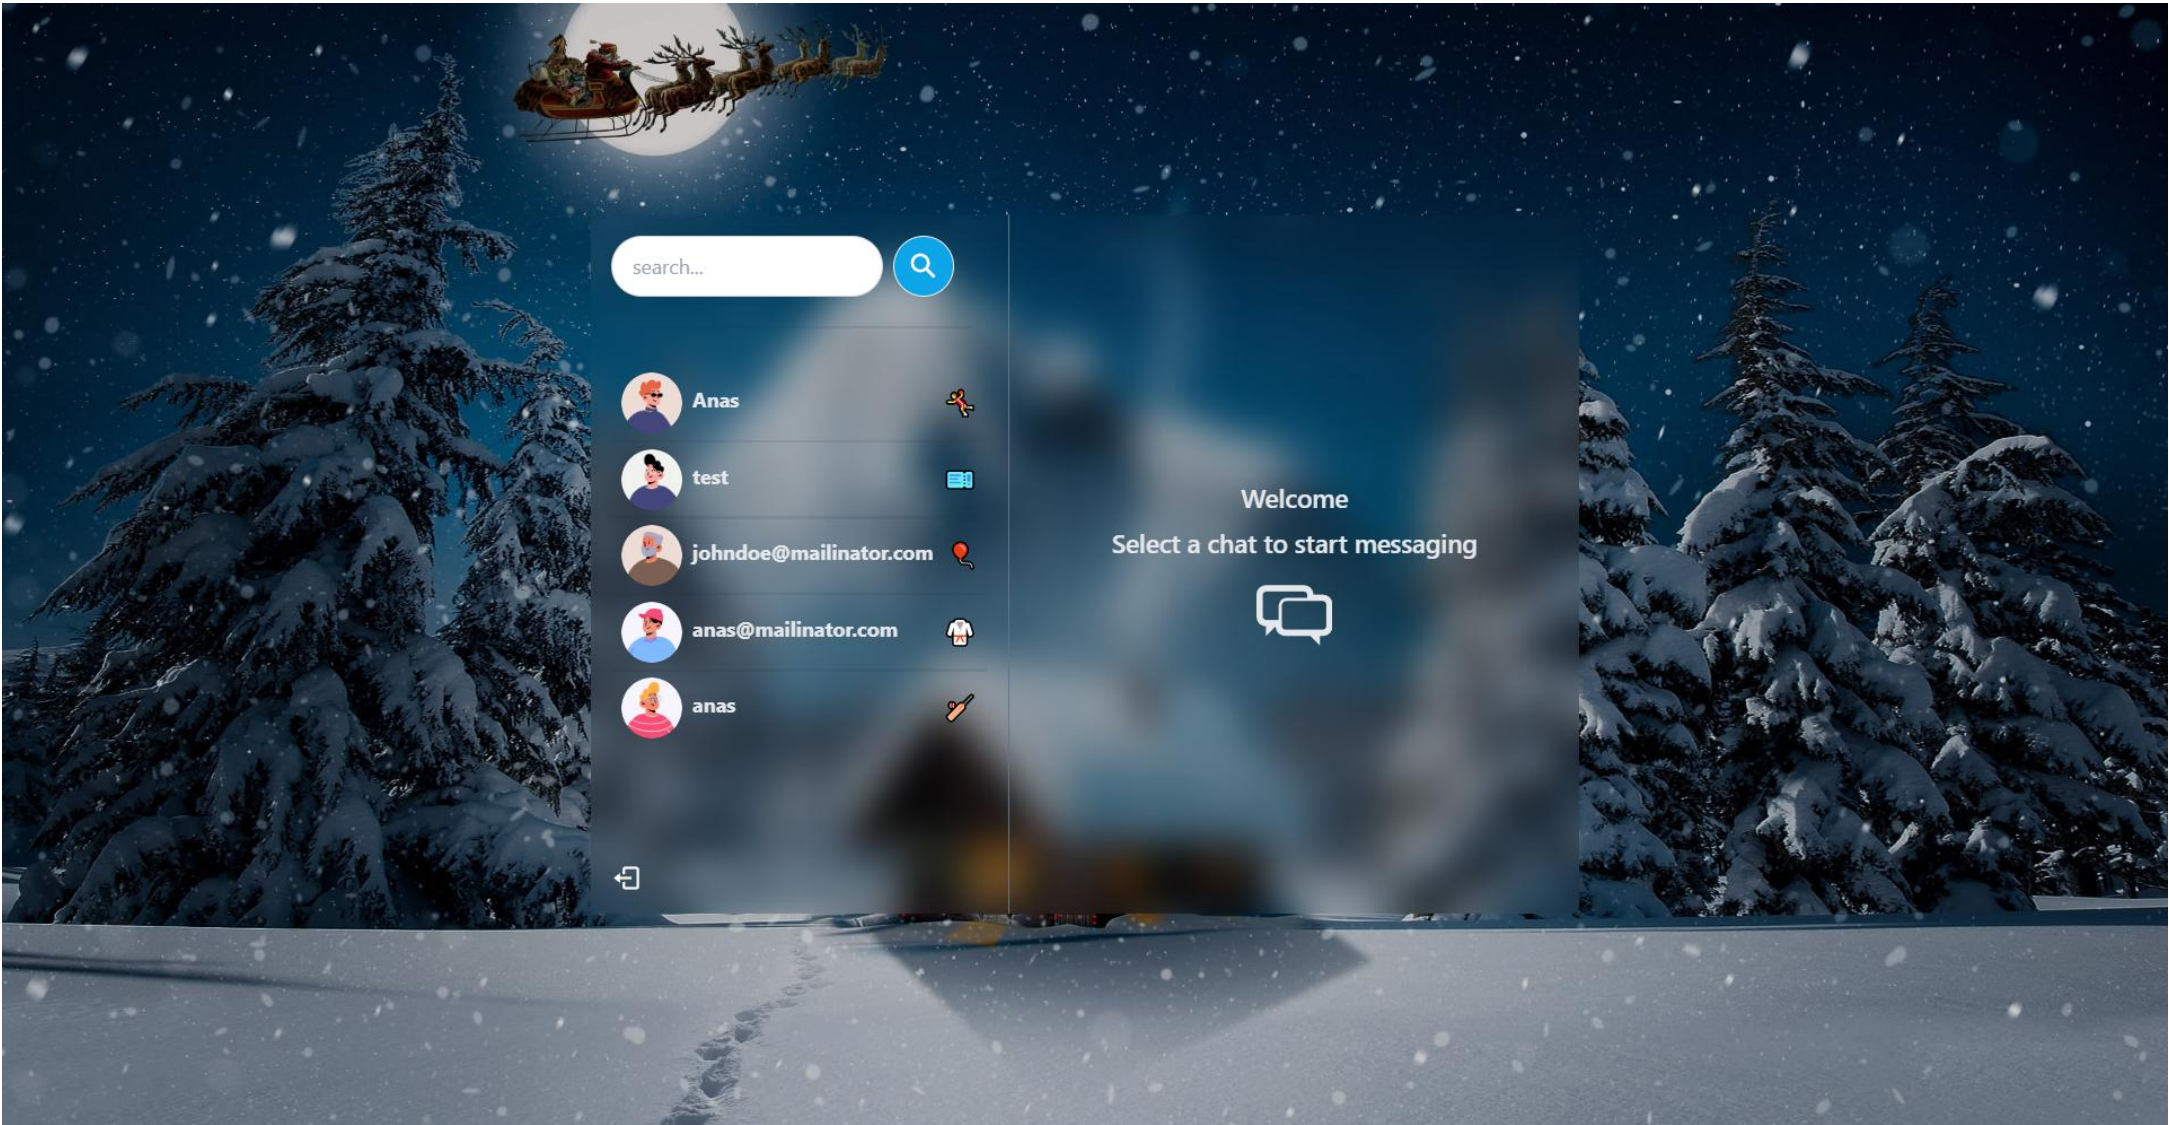 search...
Anas
test
johndoe@mailinator.com
anas@mailinator.com
anas
Welcome
Select a chat to start messaging